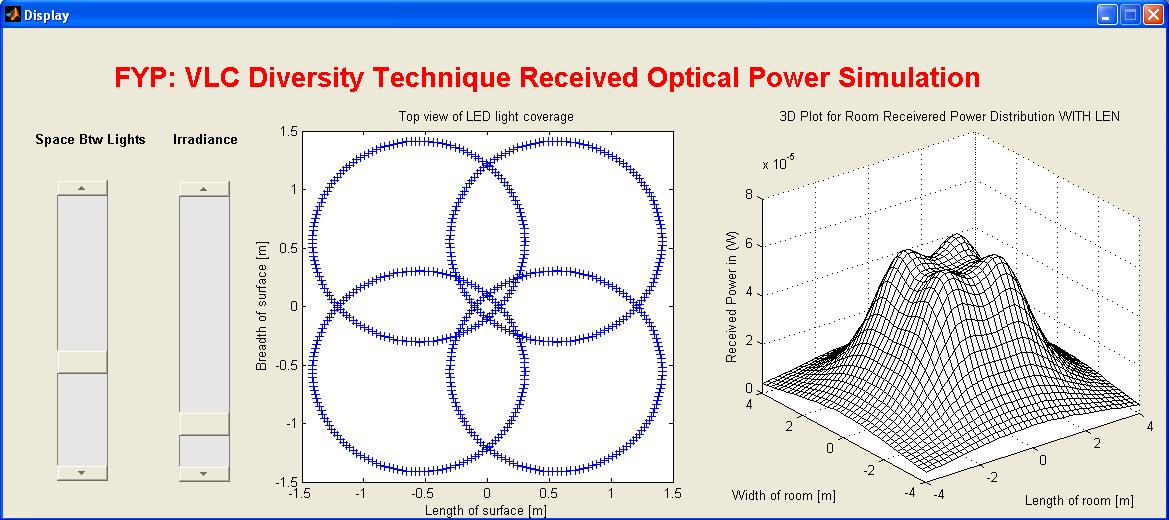 Display
FYP: VLC Diversity Technique Received Optical Power Simulation
Space Btw Lights
Irradiance
Top view of LED light coverage
1.5
1
0.5
0
-0.5
-1
-1.5
-1.5
-1
-0.5
0
0.5
1
1.5
Breadth of surface [m]
Length of surface [m]
3D Plot for Room Receivered Power Distribution WITH LEN
x 10-5
8
6
4
2
0
Received Power in (W)
4
2
0
-2
-4
Width of room [m]
-4
-2
0
2
4
Length of room [m]